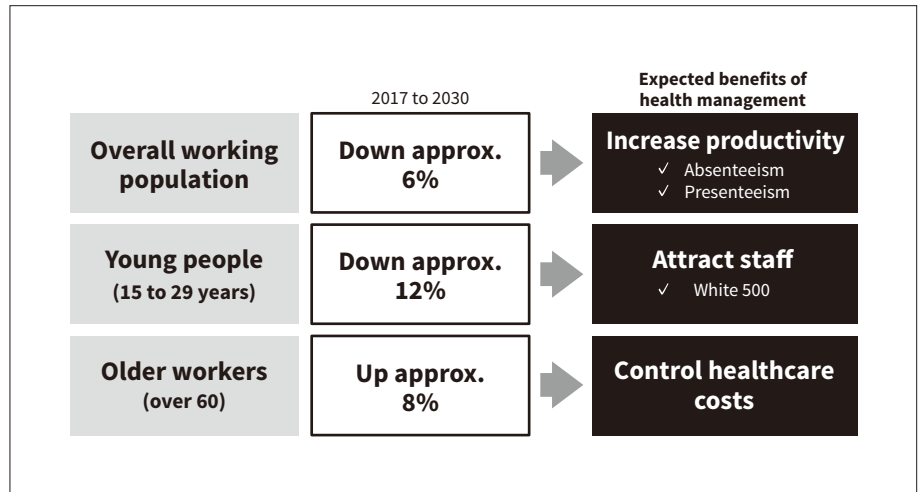 2017 to 2030
Expected benefits of
health management
Overall working
population
Down approx.
6%
Increase productivity
✓ Absenteeism
✓ Presenteeism
Young people
(15 to 29 years)
Down approx.
12%
Attract staff
✓ White 500
Older workers
(over 60)
Up approx.
8%
Control healthcare
costs